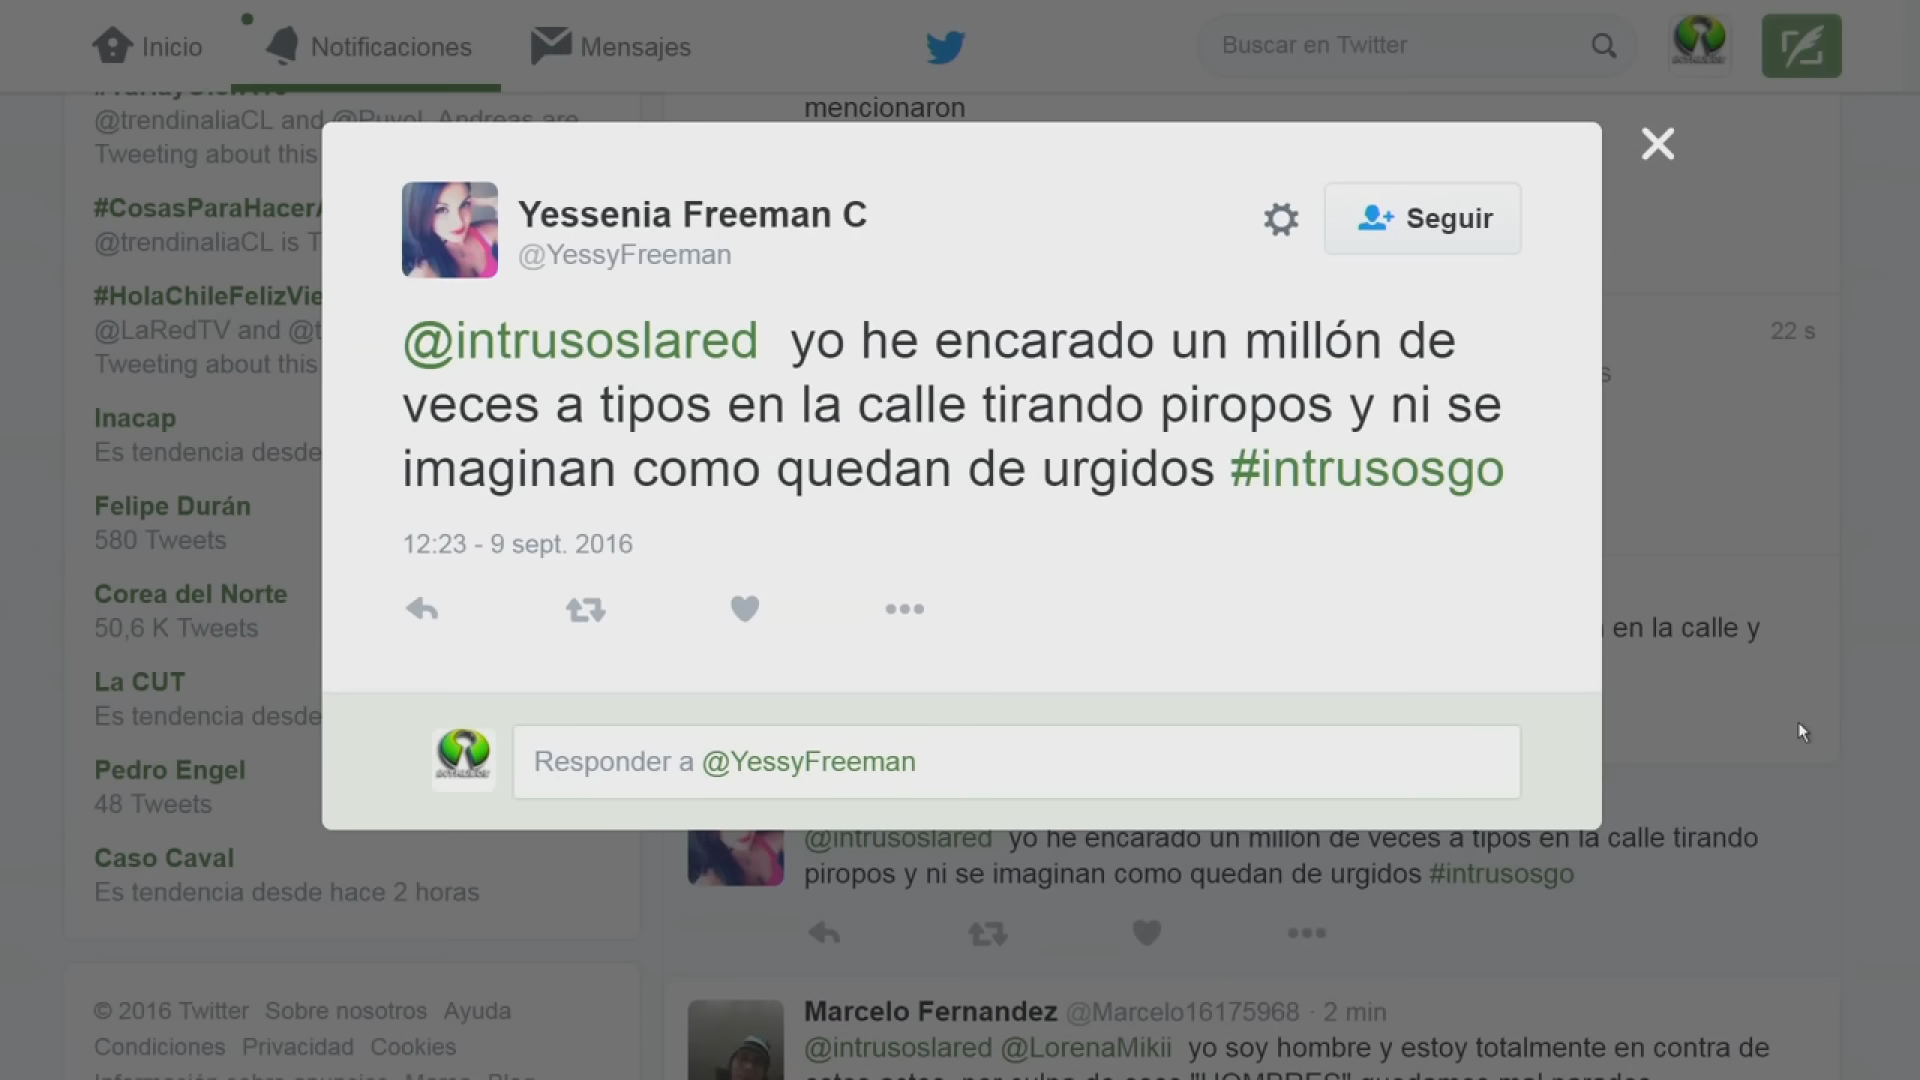 Inicio
Notificaciones
Mensajes
Buscar en Twitter
@trendinaliaCL and @Puyol_Andreas are
Tweeting about this
#CosasParaHacerA
@trendinaliaCL is T
#HolaChileFelizVie
@LaRedTV and @t
Tweeting about this
Inacap
Es tendencia desde
Felipe Durán
580 Tweets
Corea del Norte
50,6 K Tweets
La CUT
Es tendencia desde
Pedro Engel
48 Tweets
Caso Caval
Es tendencia desde hace 2 horas
© 2016 Twitter Sobre nosotros Ayuda
Condiciones Privacidad Cookies
mencionaron
Yessenia Freeman C
@YessyFreeman
Seguir
@intrusoslared yo he encarado un millón de
veces a tipos en la calle tirando piropos y ni se
imaginan como quedan de urgidos #intrusosgo
12:23 - 9 sept. 2016
Responder a @YessyFreeman
22 s
s
en la calle y
@intrusoslared yo he encarado un millón de veces a tipos en la calle tirando
piropos y ni se imaginan como quedan de urgidos #intrusosgo
Marcelo Fernandez @Marcelo16175968 · 2 min
@intrusoslared @LorenaMikii yo soy hombre y estoy totalmente en contra de